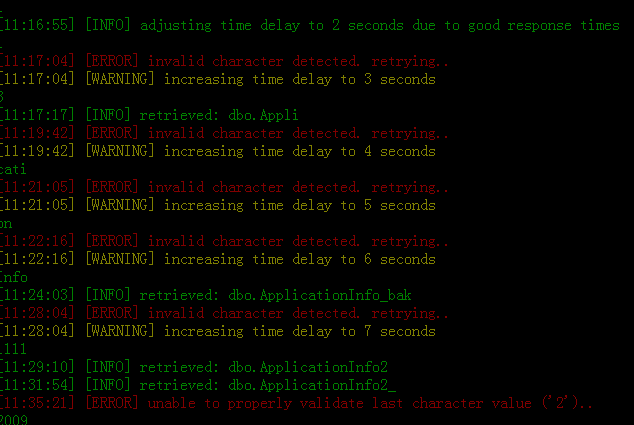 [11:16:55] [INFO] adjusting time delay to 2 seconds due to good response times
_
[11:17:04] [ERROR] invalid character detected. retrying..
[11:17:04] [WARNING] increasing time delay to 3 seconds
3
[11:17:17] [INFO] retrieved: dbo.Appli
[11:19:42] [ERROR] invalid character detected. retrying..
[11:19:42] [WARNING] increasing time delay to 4 seconds
cati
[11:21:05] [ERROR] invalid character detected. retrying..
[11:21:05] [WARNING] increasing time delay to 5 seconds
on
[11:22:16] [ERROR] invalid character detected. retrying..
[11:22:16] [WARNING] increasing time delay to 6 seconds
Info
[11:24:03] [INFO] retrieved: dbo.ApplicationInfo_bak
[11:28:04] [ERROR] invalid character detected. retrying..
[11:28:04] [WARNING] increasing time delay to 7 seconds
1111
[11:29:10] [INFO] retrieved: dbo.ApplicationInfo2
[11:31:54] [INFO] retrieved: dbo.ApplicationInfo2_
[11:35:21] [ERROR] unable to properly validate last character value ('2')..
2009